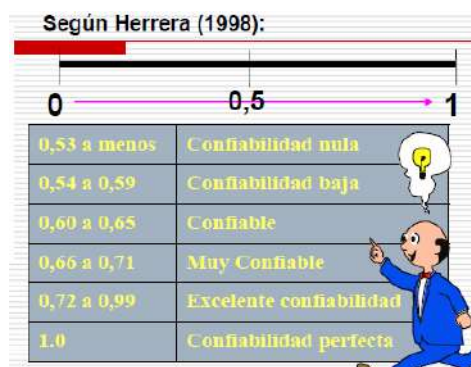 Según Herrera (1998):
0 0,5 1
0,53 a menos Confiabilidad nula
0,54 a 0,59 Confiabilidad baja
0,60 a 0,65 Confiable
0,66 a 0,71 Muy Confiable
0,72 a 0,99 Excelente confiabilidad
1.0 Confiabilidad perfecta